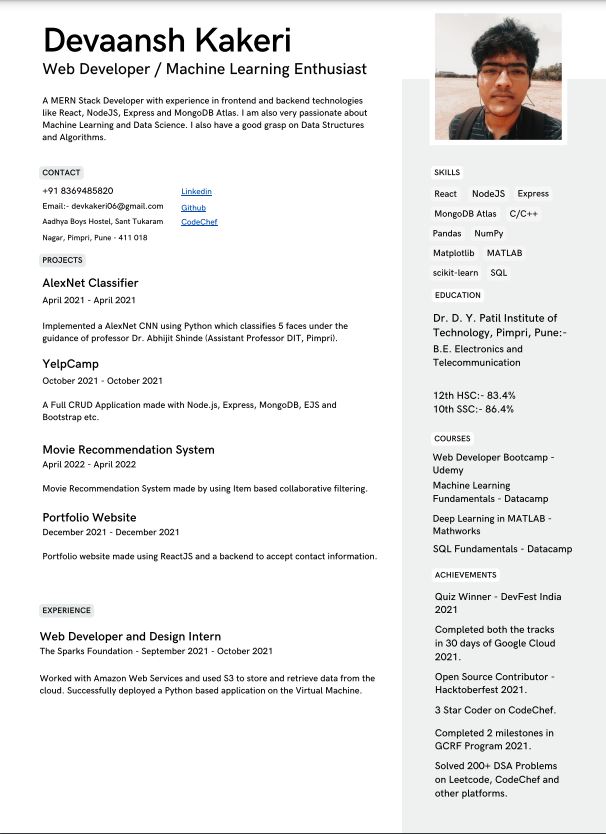 Devaansh Kakeri
Web Developer / Machine Learning Enthusiast
A MERN Stack Developer with experience in frontend and backend technologies
like React, NodeJS, Express and MongoDB Atlas. I am also very passionate about
Machine Learning and Data Science. I also have a good grasp on Data Structures
and Algorithms.
CONTACT
+91 8369485820
Linkedin
Email:- devkakeri06@gmail.com
Github
Aadhya Boys Hostel, Sant Tukaram
CodeChef
Nagar, Pimpri, Pune - 411 018
PROJECTS
AlexNet Classifier
April 2021 - April 2021
Implemented a AlexNet CNN using Python which classifies 5 faces under the
guidance of professor Dr. Abhijit Shinde (Assistant Professor DIT, Pimpri).
YelpCamp
October 2021 - October 2021
A Full CRUD Application made with Node.js, Express, MongoDB, EJS and
Bootstrap etc.
Movie Recommendation System
April 2022 - April 2022
Movie Recommendation System made by using Item based collaborative filtering.
Portfolio Website
December 2021 - December 2021
Portfolio website made using ReactJS and a backend to accept contact information.
EXPERIENCE
Web Developer and Design Intern
The Sparks Foundation - September 2021 - October 2021
Worked with Amazon Web Services and used S3 to store and retrieve data from the
cloud. Successfully deployed a Python based application on the Virtual Machine.
SKILLS
React NodeJS Express
MongoDB Atlas C/C++
Pandas NumPy
Matplotlib MATLAB
scikit-learn SQL
EDUCATION
Dr. D. Y. Patil Institute of
Technology, Pimpri, Pune:-
B.E. Electronics and
Telecommunication
12th HSC:- 83.4%
10th SSC:- 86.4%
COURSES
Web Developer Bootcamp -
Udemy
Machine Learning
Fundamentals - Datacamp
Deep Learning in MATLAB -
Mathworks
SQL Fundamentals - Datacamp
ACHIEVEMENTS
Quiz Winner - DevFest India
2021
Completed both the tracks
in 30 days of Google Cloud
2021.
Open Source Contributor -
Hacktoberfest 2021.
3 Star Coder on CodeChef.
Completed 2 milestones in
GCRF Program 2021.
Solved 200+ DSA Problems
on Leetcode, CodeChef and
other platforms.